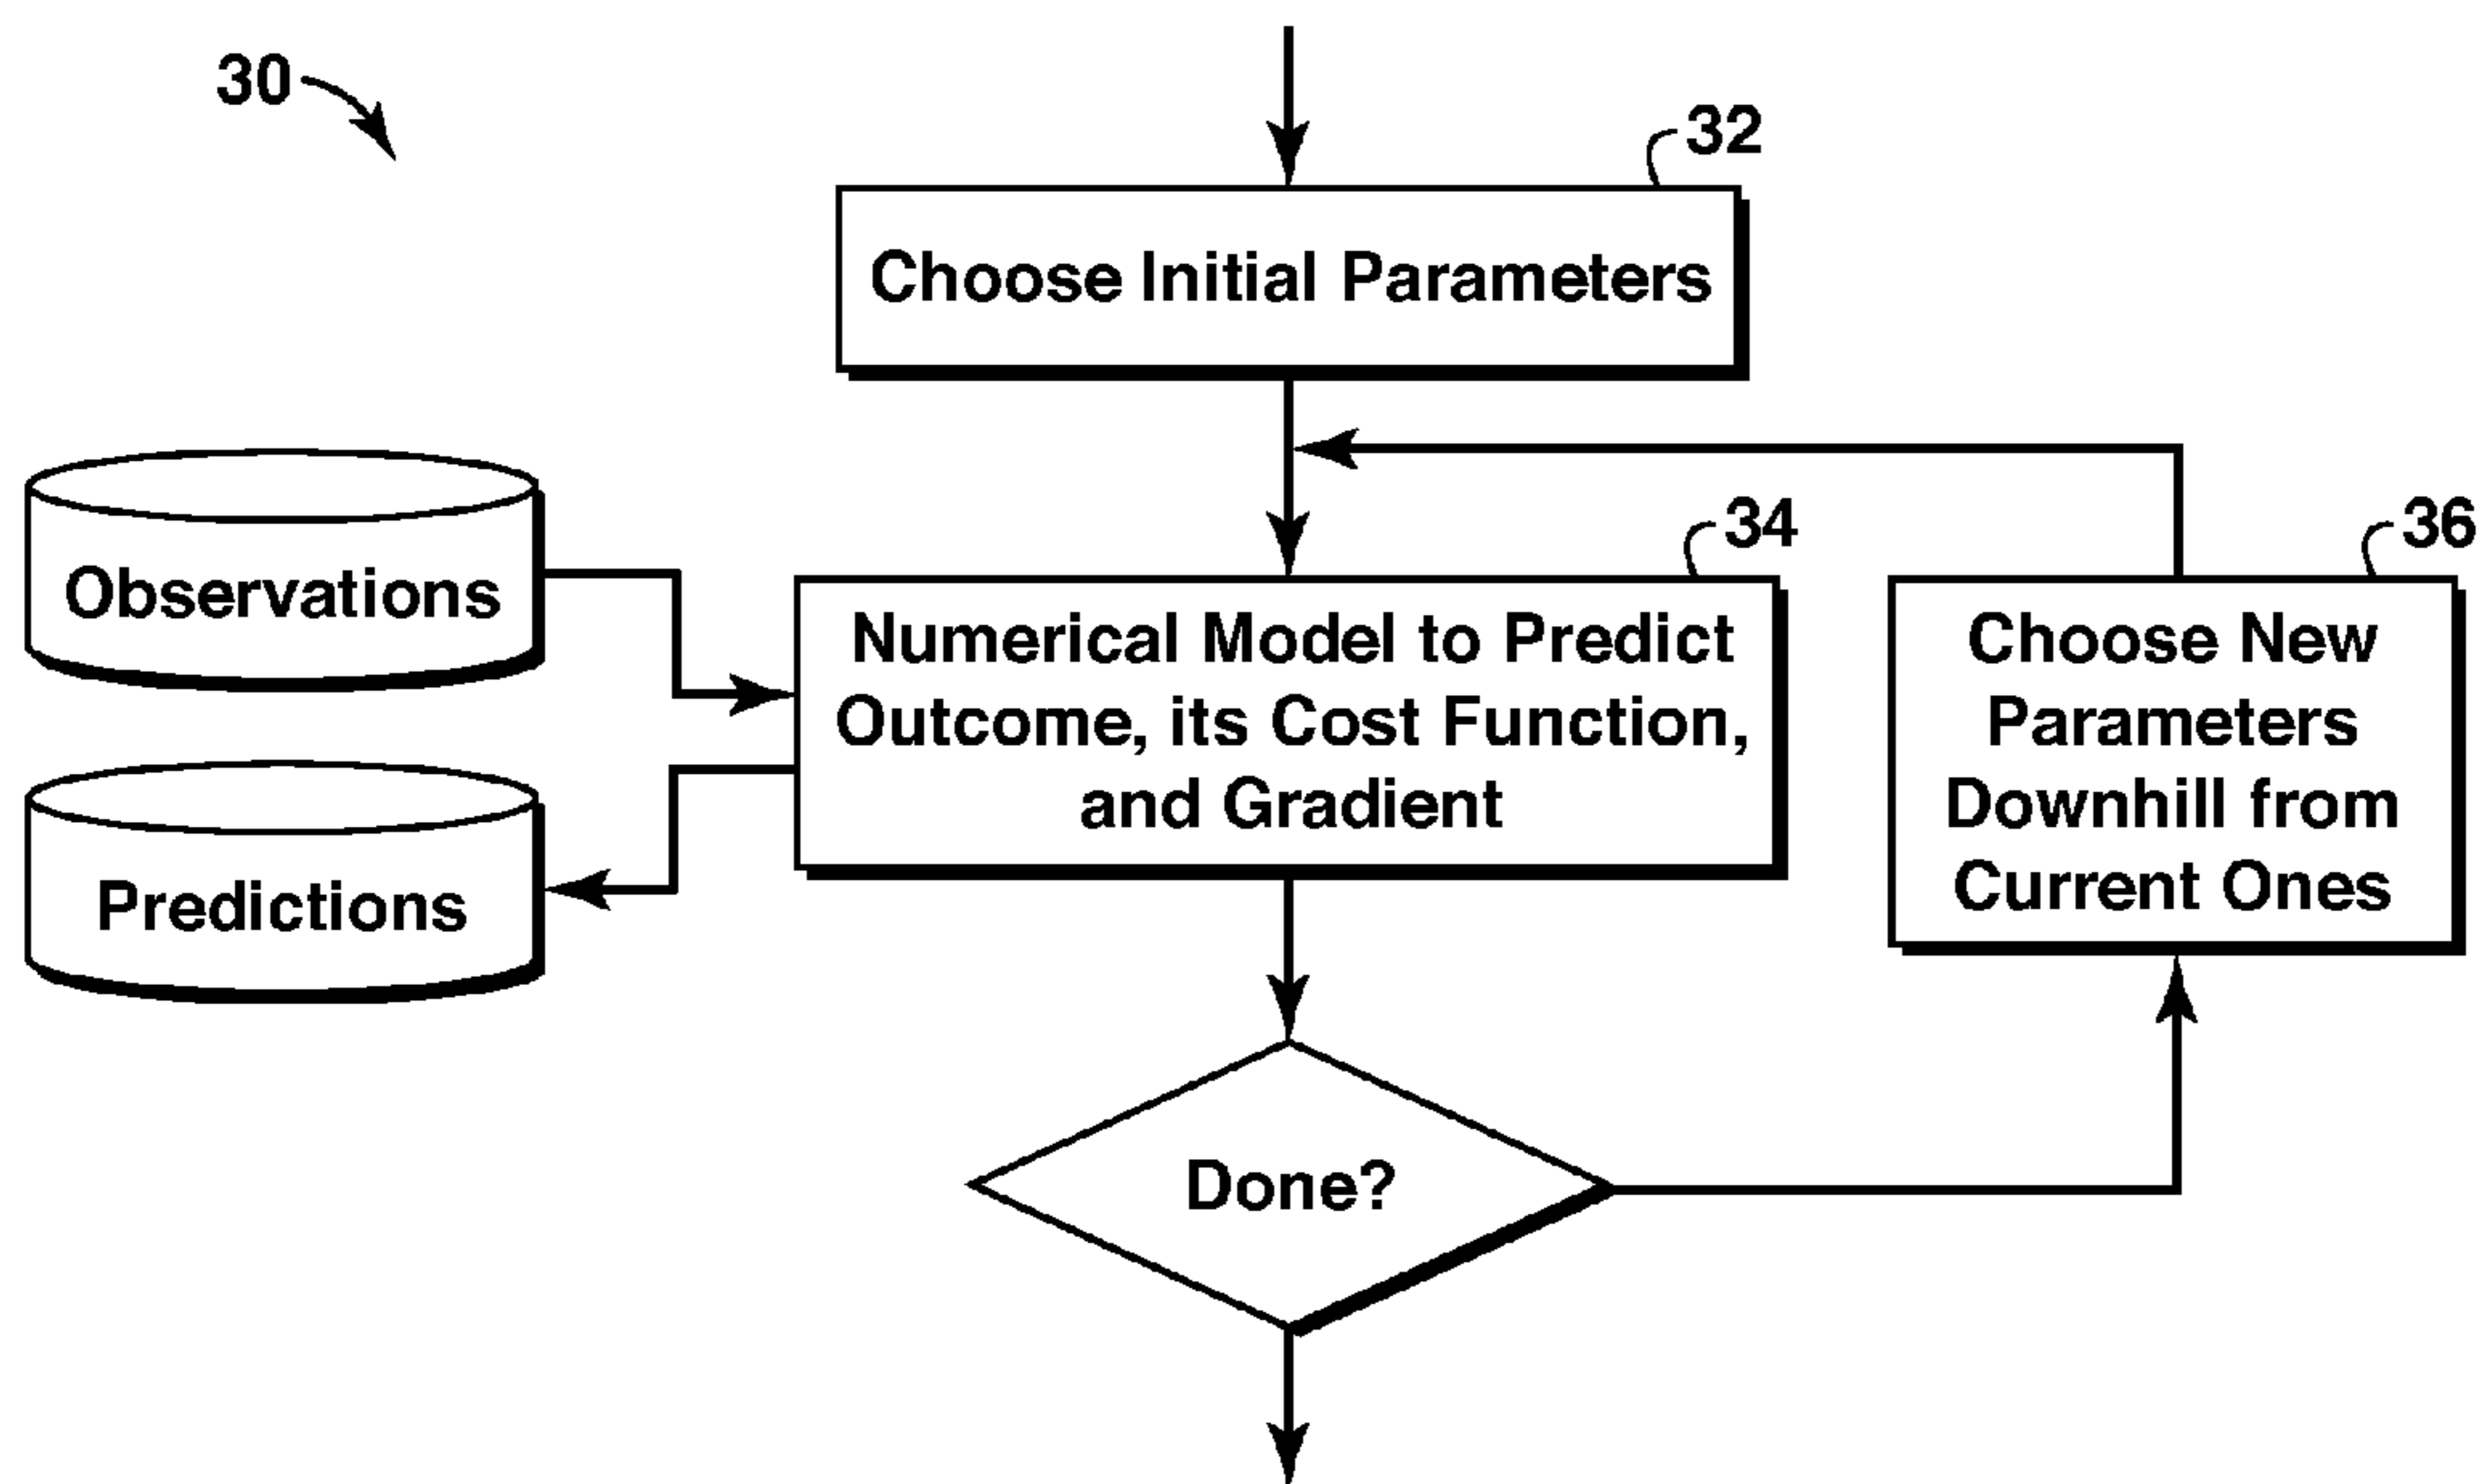 30
32
Choose Initial Parameters
34
36
Observations
Numerical Model to Predict
Outcome, its Cost Function,
and Gradient
Choose New
Parameters
Downhill from
Current Ones
Predictions
Done?